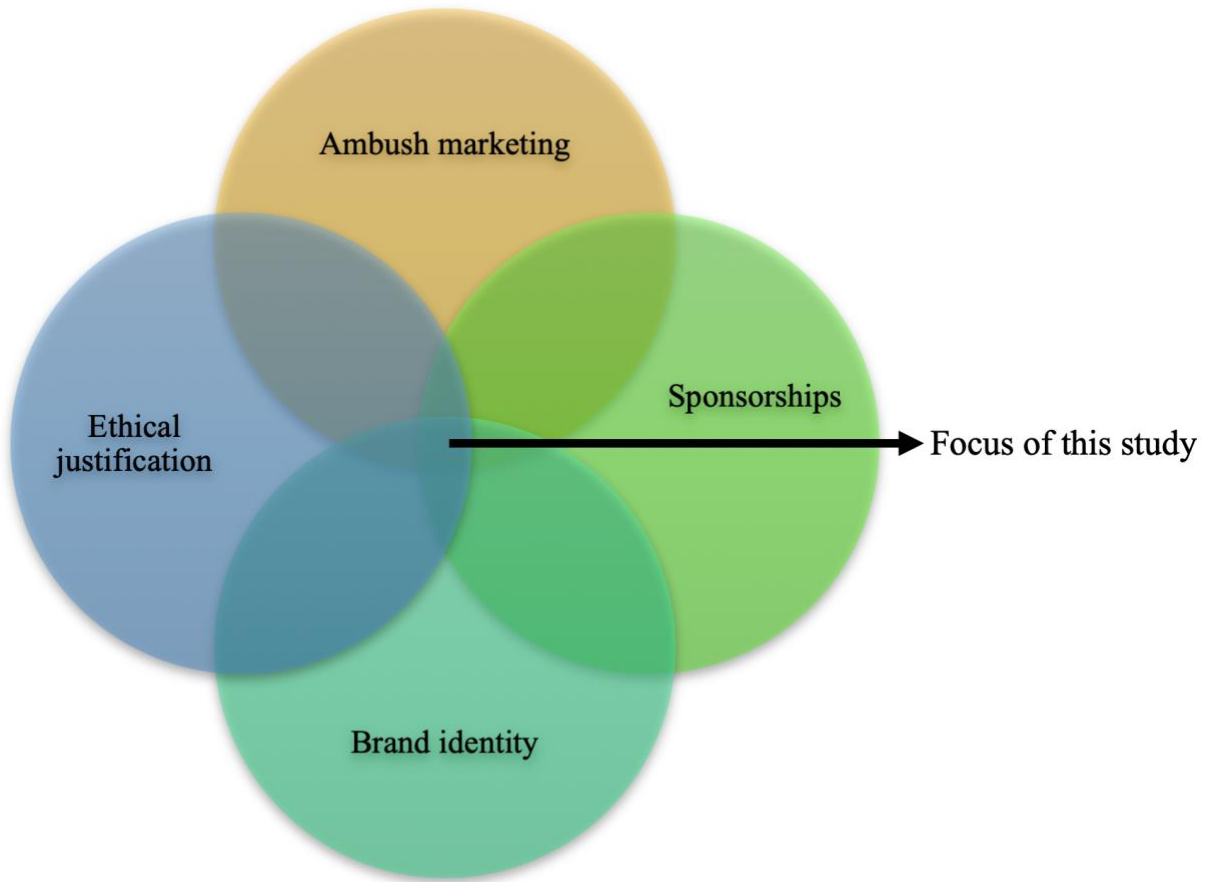 Ambush marketing
Sponsorships
Ethical
justification
Focus of this study
Brand identity